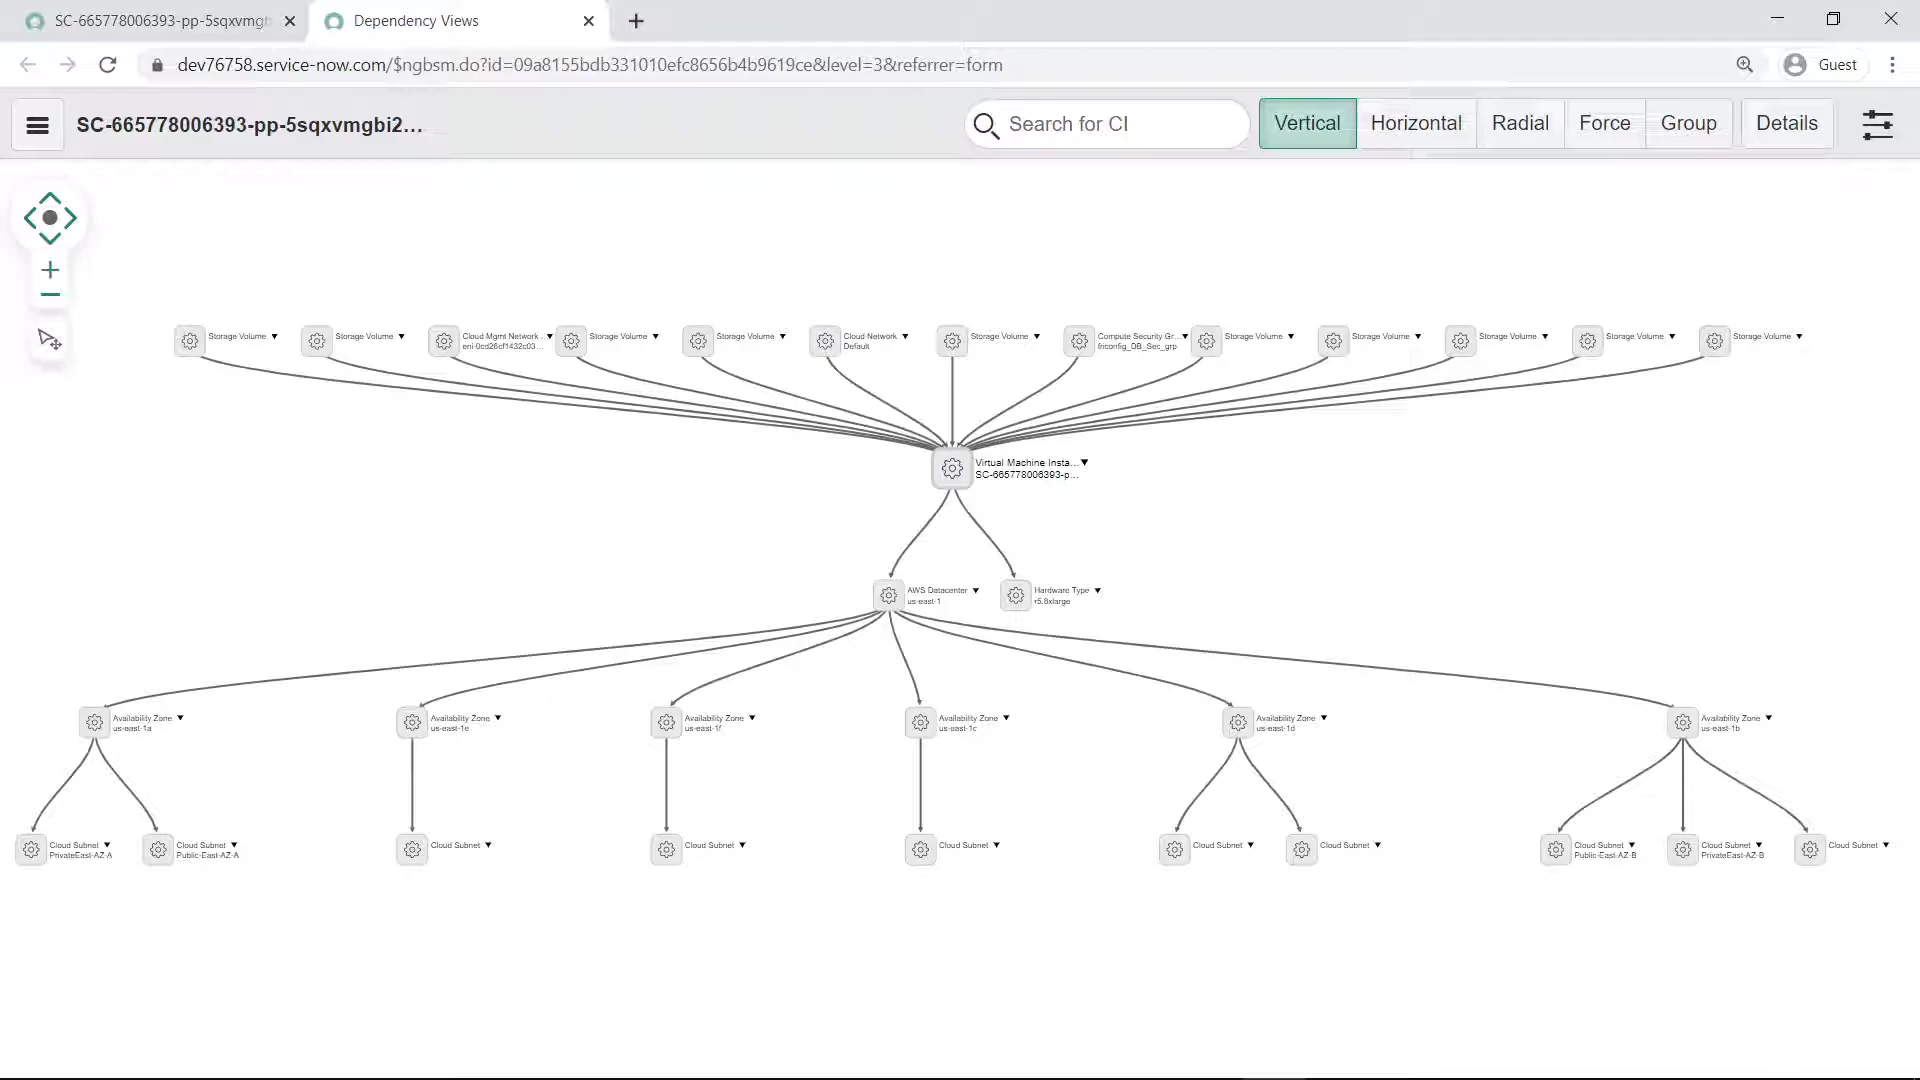 SC-665778006393-pp-5sqxvmgb
Dependency Views
dev76758.service-now.com/$ngbsm.do?id=09a8155bdb331010efc8656b4b9619ce&level=3&referrer=form
Guest
SC-665778006393-pp-5sqxvmgbi2...
Search for CI
Vertical
Horizontal
Radial
Force
Group
Details
Storage Volume
Storage Volume
Cloud Mgmt Network...
eni-0cd26cf1432c03...
Storage Volume
Storage Volume
Cloud Network
Default
Storage Volume
Compute Security Gr...
friconfig_DB_Sec_grp
Storage Volume
Storage Volume
Storage Volume
Storage Volume
Storage Volume
Virtual Machine Insta...
SC-665778006393-p...
AWS Datacenter
us-east-1
Hardware Type
r5.8xlarge
Availability Zone
us-east-1a
Availability Zone
us-east-1e
Availability Zone
us-east-1f
Availability Zone
us-east-1c
Availability Zone
us-east-1d
Availability Zone
us-east-1b
Cloud Subnet
PrivateEast-AZ-A
Cloud Subnet
Public-East-AZ-A
Cloud Subnet
Cloud Subnet
Cloud Subnet
Cloud Subnet
Cloud Subnet
Cloud Subnet
Public-East-AZ-B
Cloud Subnet
PrivateEast-AZ-B
Cloud Subnet